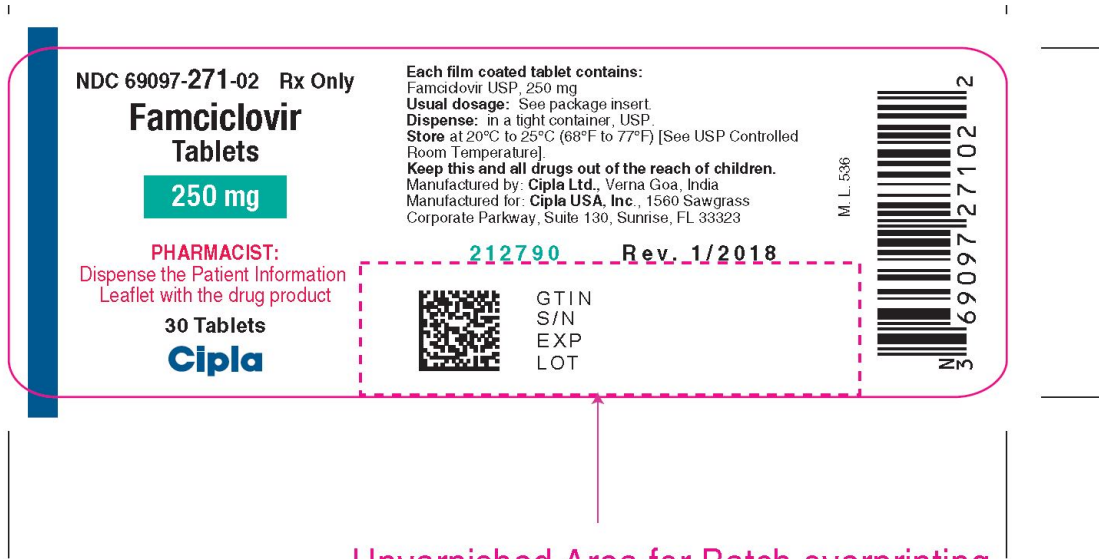 NDC 69097-271-02 Rx Only
Famciclovir
Tablets
250 mg
PHARMACIST:
Dispense the Patient Information
Leaflet with the drug product
30 Tablets
Cipla
Each film coated tablet contains:
Famciclovir USP, 250 mg
Usual dosage: See package insert.
Dispense: in a tight container, USP.
Store at 20°C to 25°C (68°F to 77°F) [See USP Controlled
Room Temperature].
Keep this and all drugs out of the reach of children.
Manufactured by: Cipla Ltd., Verna Goa, India
Manufactured for: Cipla USA, Inc., 1560 Sawgrass
Corporate Parkway, Suite 130, Sunrise, FL 33323
212790 Rev. 1/2018
GTIN
S/N
EXP
LOT
M. L. 536
N
3 69097 27102 2
Unvarnished Area for Batch overprinting